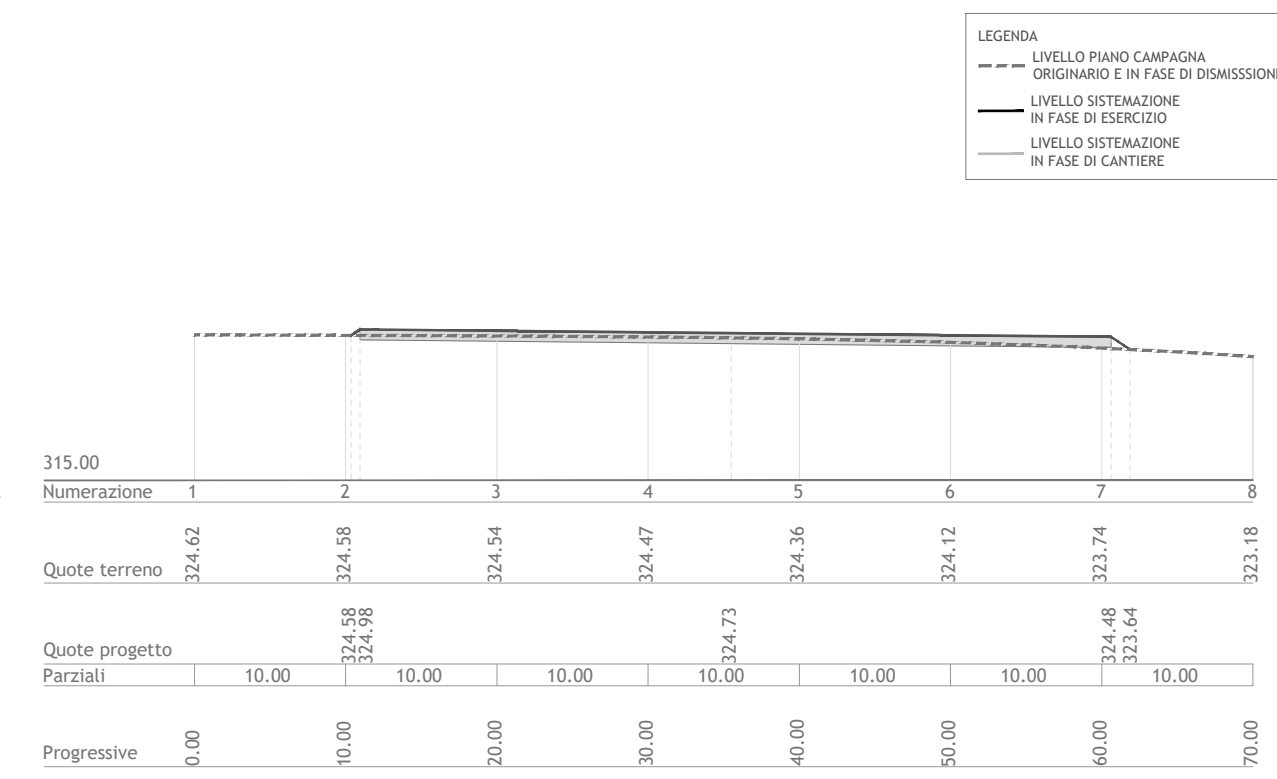 LEGENDA
LIVELLO PIANO CAMPAGNA
ORIGINARIO E IN FASE DI DISMISSSIONE
LIVELLO SISTEMAZIONE
IN FASE DI ESERCIZIO
LIVELLO SISTEMAZIONE
IN FASE DI CANTIERE
315.00
Numerazione 1 2 3 4 5 6 7 8
Quote terreno 324.62 324.58 324.54 324.47 324.36 324.12 323.74 323.18
Quote progetto 324.58 324.98 324.73 324.48 323.64
Parziali 10.00 10.00 10.00 10.00 10.00 10.00 10.00
Progressive 0.00 10.00 20.00 30.00 40.00 50.00 60.00 70.00